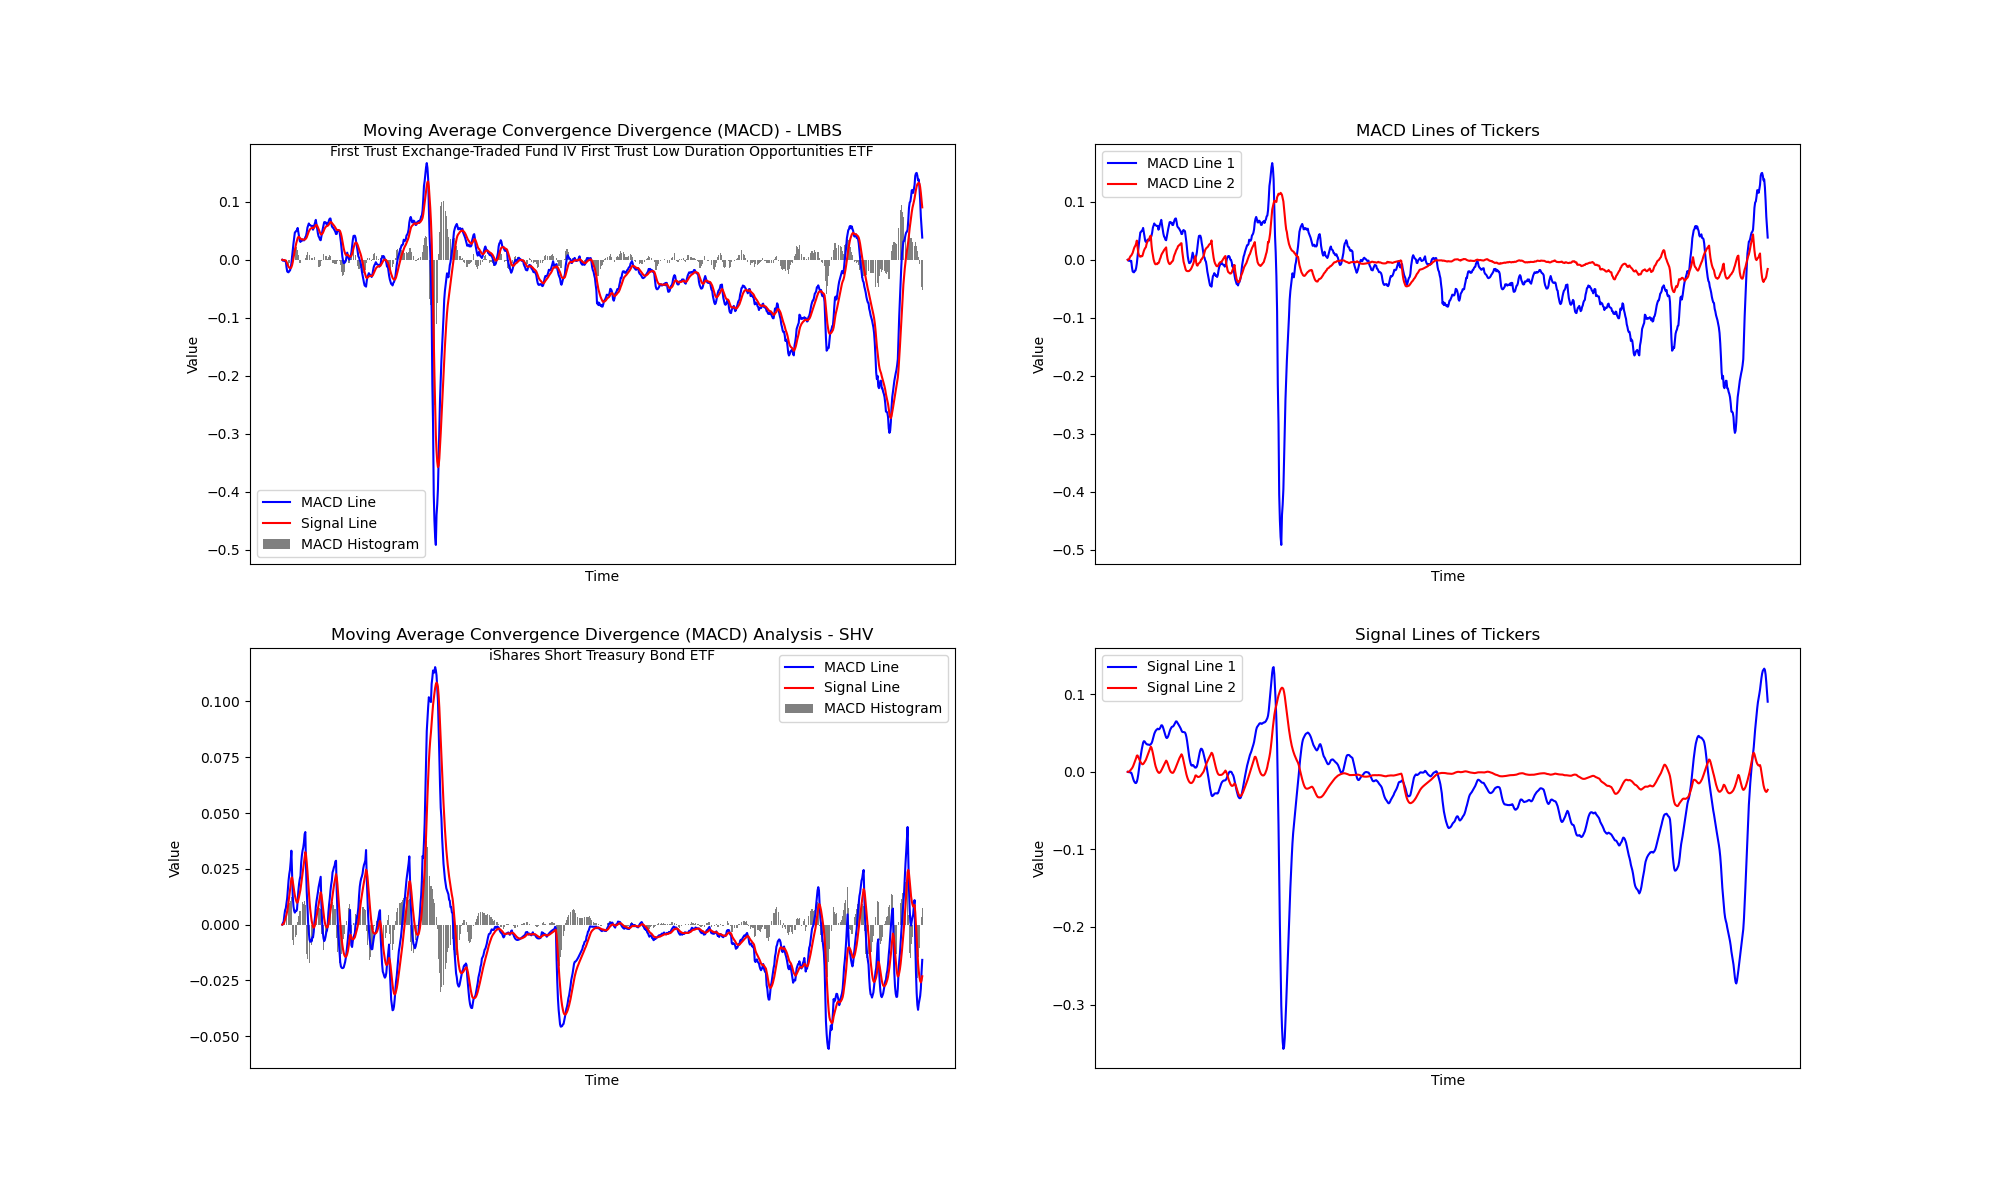 Moving Average Convergence Divergence (MACD) - LMBS
First Trust Exchange-Traded Fund IV First Trust Low Duration Opportunities ETF
0.1
0.0
−0.1
−0.2
−0.3
−0.4
−0.5
Value
MACD Line
Signal Line
MACD Histogram
Time
MACD Lines of Tickers
MACD Line 1
MACD Line 2
0.1
0.0
−0.1
−0.2
−0.3
−0.4
−0.5
Value
Time
Moving Average Convergence Divergence (MACD) Analysis - SHV
iShares Short Treasury Bond ETF
MACD Line
Signal Line
MACD Histogram
0.100
0.075
0.050
0.025
0.000
−0.025
−0.050
Value
Time
Signal Lines of Tickers
Signal Line 1
Signal Line 2
0.1
0.0
−0.1
−0.2
−0.3
Value
Time